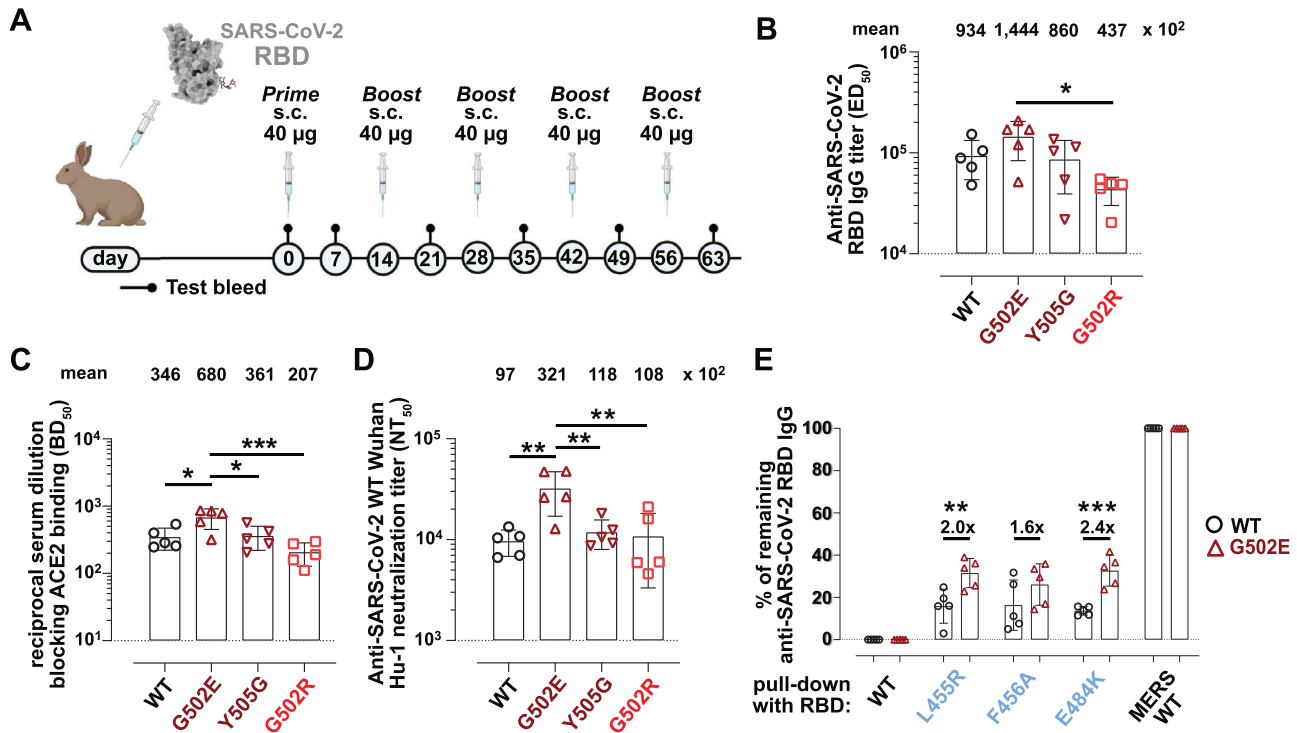 A
SARS-CoV-2
RBD
Prime Boost Boost Boost Boost
s.c. s.c. s.c. s.c. s.c.
40 µg 40 µg 40 µg 40 µg 40 µg
day 0 7 14 21 28 35 42 49 56 63
Test bleed
B
mean 934 1,444 860 437 x 10²
Anti-SARS-CoV-2
RBD IgG titer (ED₅₀)
10⁶
10⁵
10⁴
*
WT G502E Y505G G502R
C
mean 346 680 361 207
reciprocal serum dilution
blocking ACE2 binding (BD₅₀)
10⁴
10³
10²
10¹
***
* *
WT G502E Y505G G502R
D
97 321 118 108 x 10²
Anti-SARS-CoV-2 WT Wuhan
Hu-1 neutralization titer (NT₅₀)
10⁵
10⁴
10³
**
** **
WT G502E Y505G G502R
E
% of remaining
anti-SARS-CoV-2 RBD IgG
100
80
60
40
20
0
** ***
2.0x 1.6x 2.4x
WT
G502E
pull-down
with RBD:
WT L455R F456A E484K MERS
WT